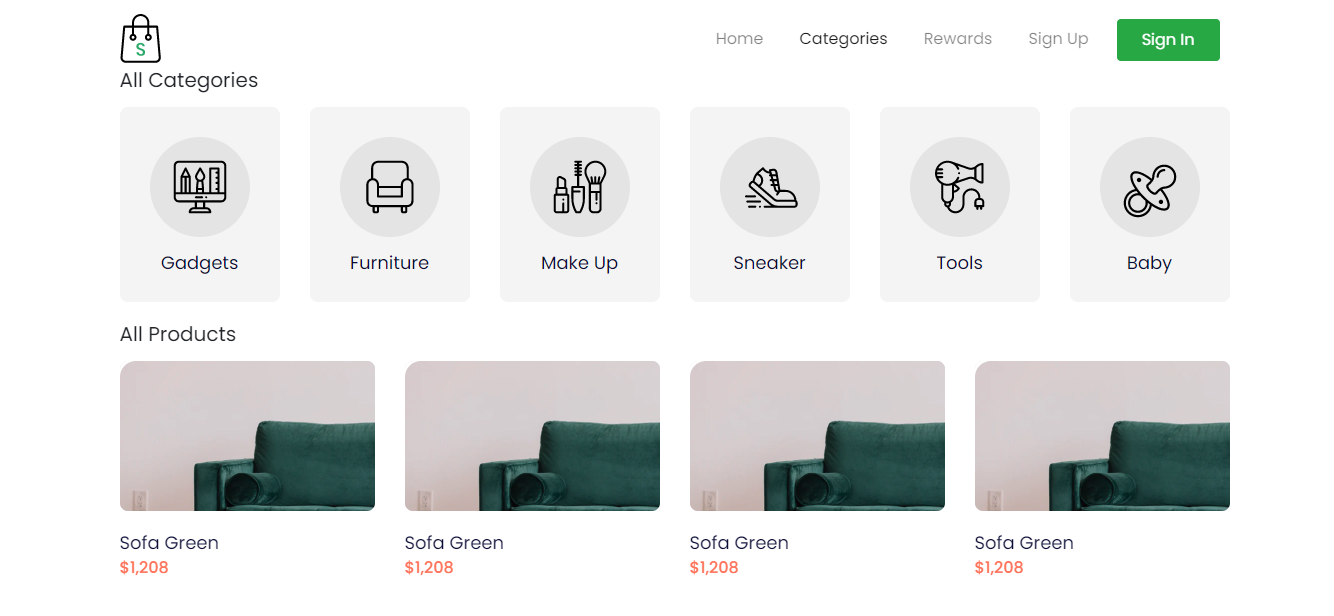 S
Home Categories Rewards Sign Up Sign In
All Categories
Gadgets Furniture Make Up Sneaker Tools Baby
All Products
Sofa Green Sofa Green Sofa Green Sofa Green
$1,208 $1,208 $1,208 $1,208